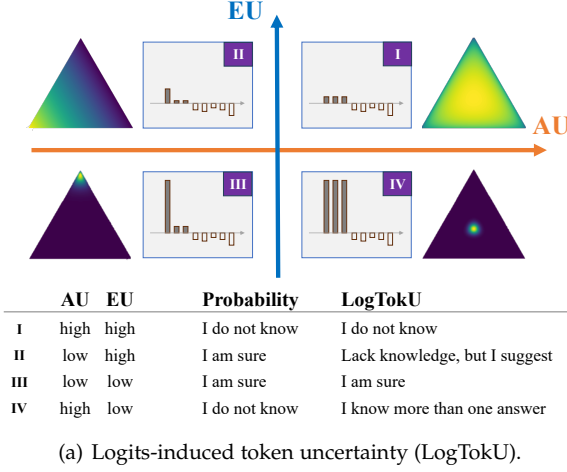 EU
II
I
AU
III
IV
AU EU Probability LogTokU
I high high I do not know I do not know
II low high I am sure Lack knowledge, but I suggest
III low low I am sure I am sure
IV high low I do not know I know more than one answer
(a) Logits-induced token uncertainty (LogTokU).